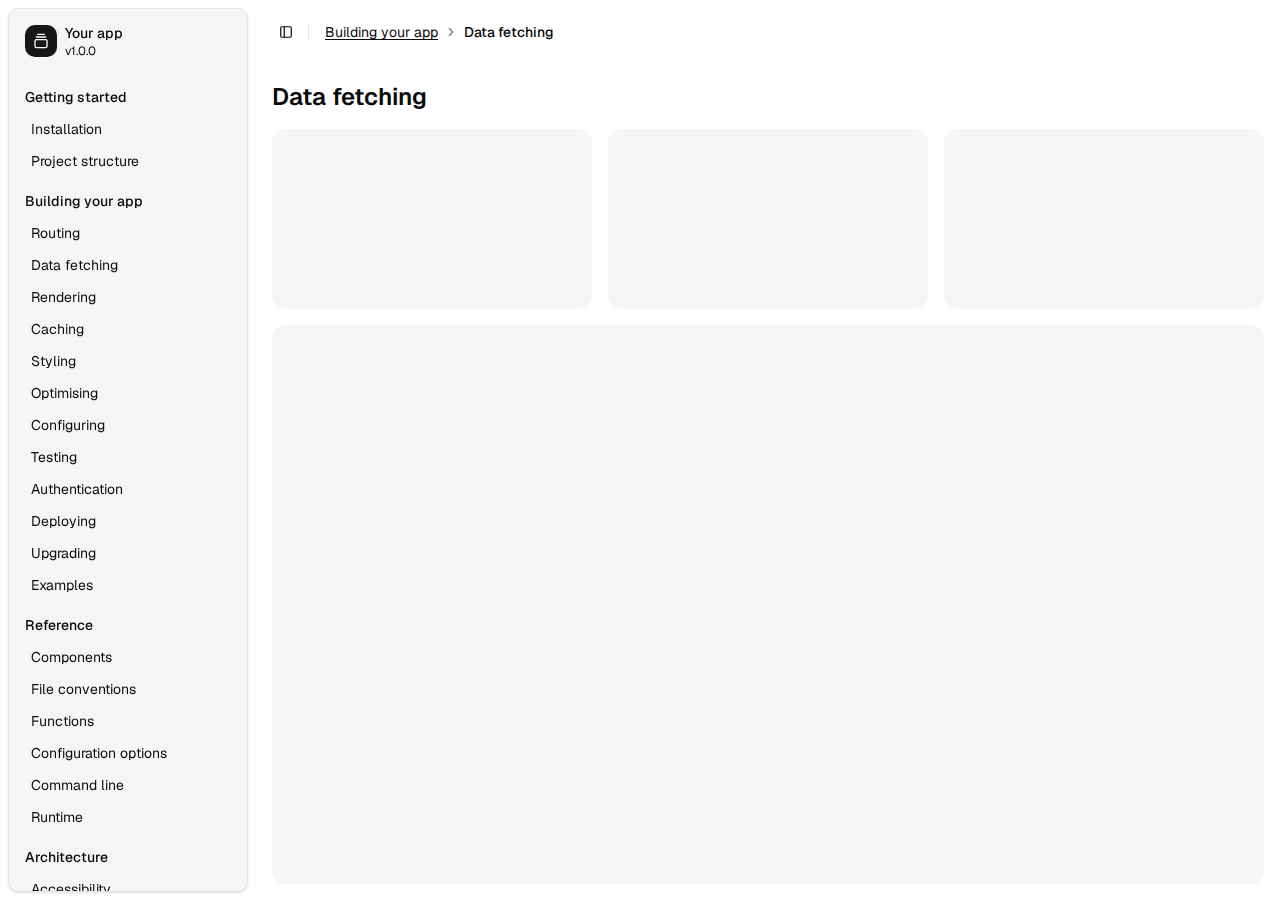 Your app
v1.0.0
Getting started
Installation
Project structure
Building your app
Routing
Data fetching
Rendering
Caching
Styling
Optimising
Configuring
Testing
Authentication
Deploying
Upgrading
Examples
Reference
Components
File conventions
Functions
Configuration options
Command line
Runtime
Architecture
Accessibility
Building your app > Data fetching
Data fetching